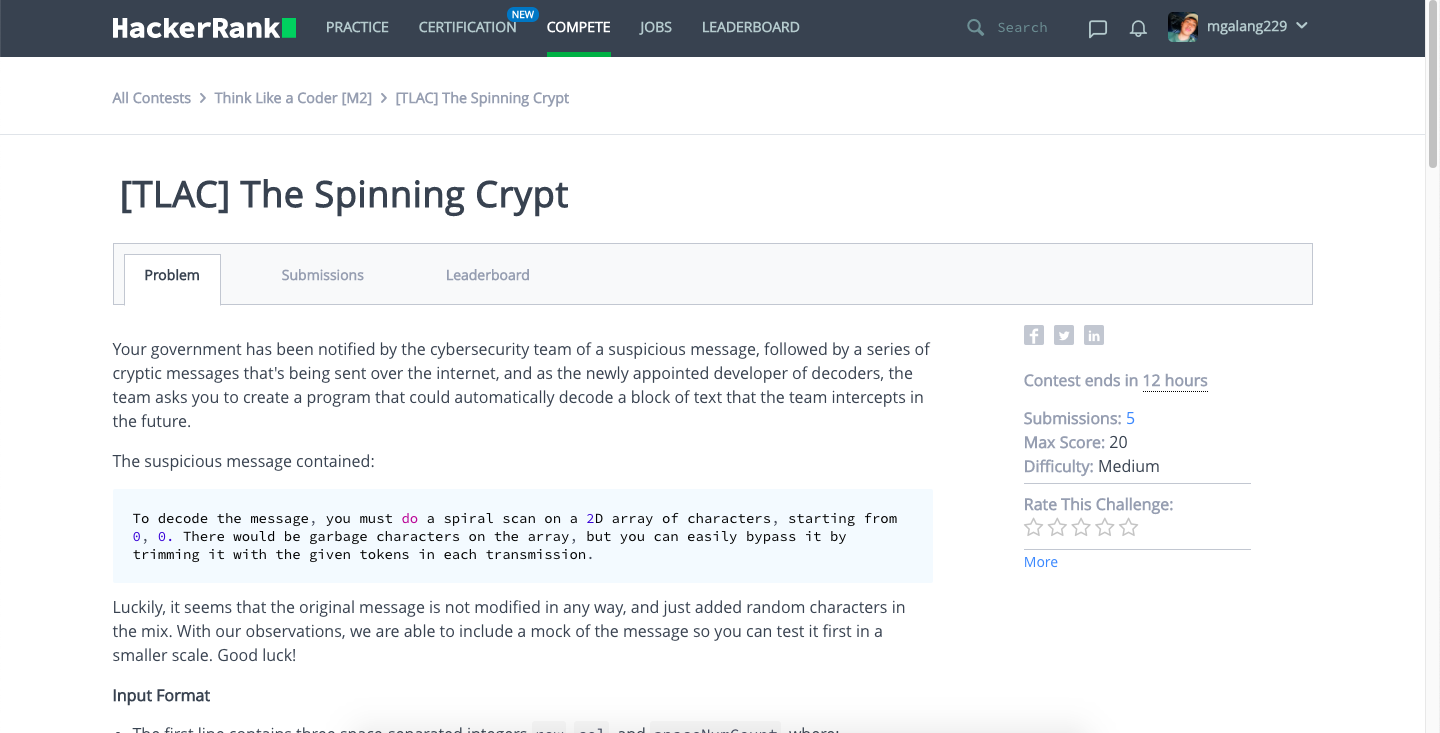 HackerRank PRACTICE CERTIFICATION NEW COMPETE JOBS LEADERBOARD Search mgalang229
All Contests > Think Like a Coder [M2] > [TLAC] The Spinning Crypt
[TLAC] The Spinning Crypt
Problem Submissions Leaderboard
Your government has been notified by the cybersecurity team of a suspicious message, followed by a series of
cryptic messages that's being sent over the internet, and as the newly appointed developer of decoders, the
team asks you to create a program that could automatically decode a block of text that the team intercepts in
the future.
The suspicious message contained:
To decode the message, you must do a spiral scan on a 2D array of characters, starting from
0, 0. There would be garbage characters on the array, but you can easily bypass it by
trimming it with the given tokens in each transmission.
Luckily, it seems that the original message is not modified in any way, and just added random characters in
the mix. With our observations, we are able to include a mock of the message so you can test it first in a
smaller scale. Good luck!
Input Format
The first line contains three space separated integers row, col, and spaceNumCount, where:
Contest ends in 12 hours
Submissions: 5
Max Score: 20
Difficulty: Medium
Rate This Challenge:
More